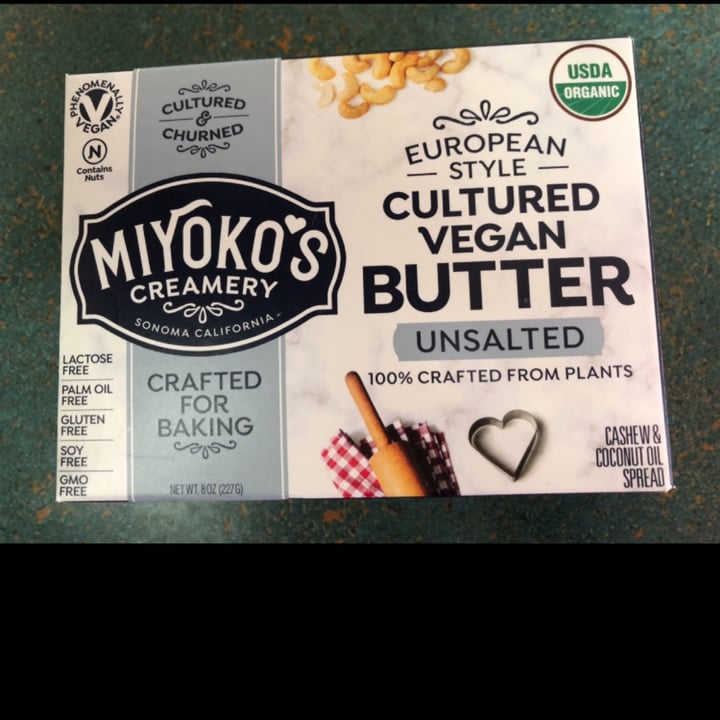 PHENOMENALLY
VEGAN
N
Contains
Nuts
CULTURED
&
CHURNED
MIYOKO'S
CREAMERY
SONOMA CALIFORNIA
LACTOSE
FREE
PALM OIL
FREE
GLUTEN
FREE
SOY
FREE
GMO
FREE
CRAFTED
FOR
BAKING
NET WT. 8 OZ (227G)
USDA
ORGANIC
EUROPEAN
STYLE
CULTURED
VEGAN
BUTTER
UNSALTED
100% CRAFTED FROM PLANTS
CASHEW &
COCONUT OIL
SPREAD